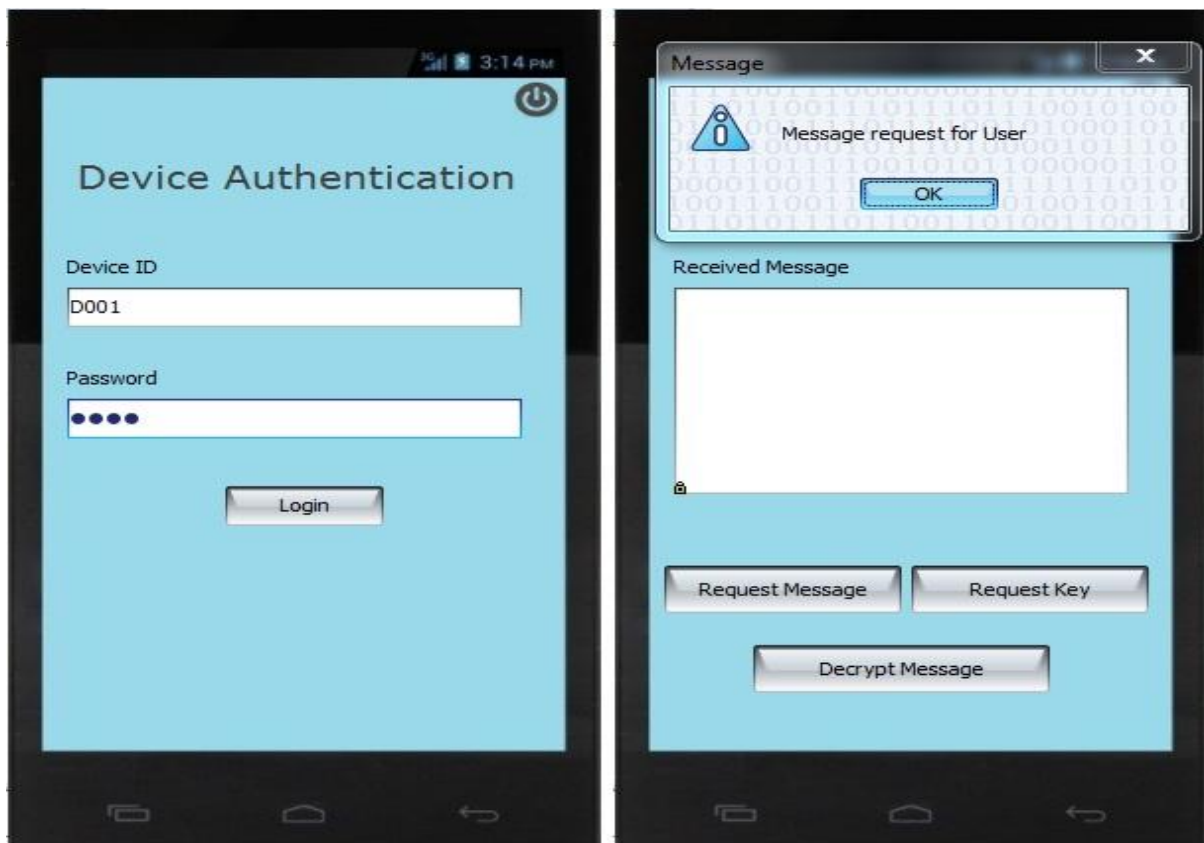 3G 3:14 PM
Device Authentication
Device ID
D001
Password
Login
Message
Message request for User
OK
Received Message
Request Message Request Key
Decrypt Message